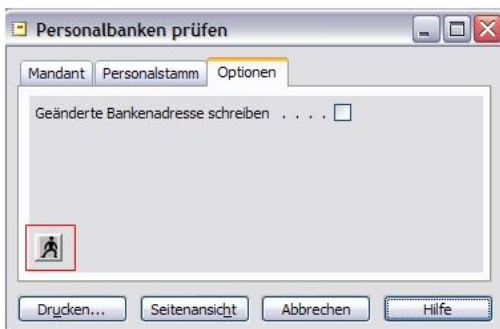 Personalbanken prüfen
Mandant Personalstamm Optionen
Geänderte Bankenadresse schreiben . . . .
Drucken... Seitenansicht Abbrechen Hilfe